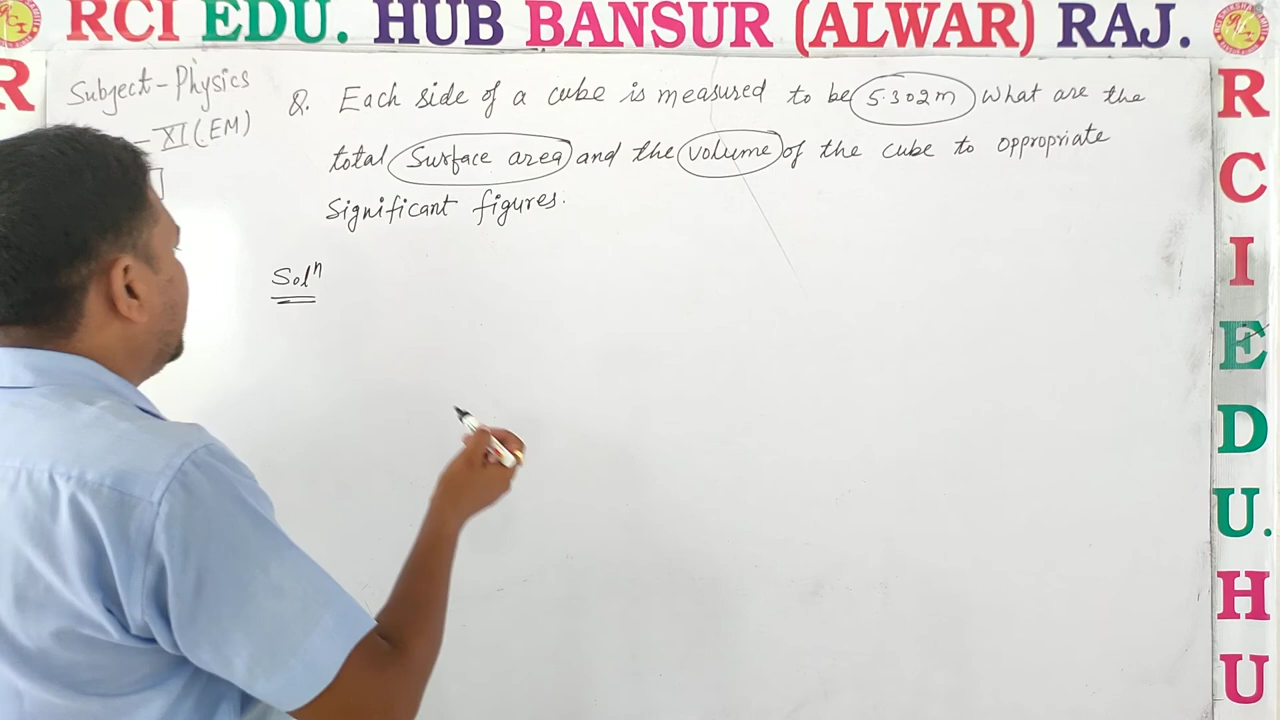 RCI EDU. HUB BANSUR (ALWAR) RAJ.
Subject - Physics
- XI (EM)
Q. Each side of a cube is measured to be 5.302m What are the
total Surface area and the volume of the cube to oppropriate
Significant figures.
Solⁿ
R
R
C
I
E
D
U.
H
U